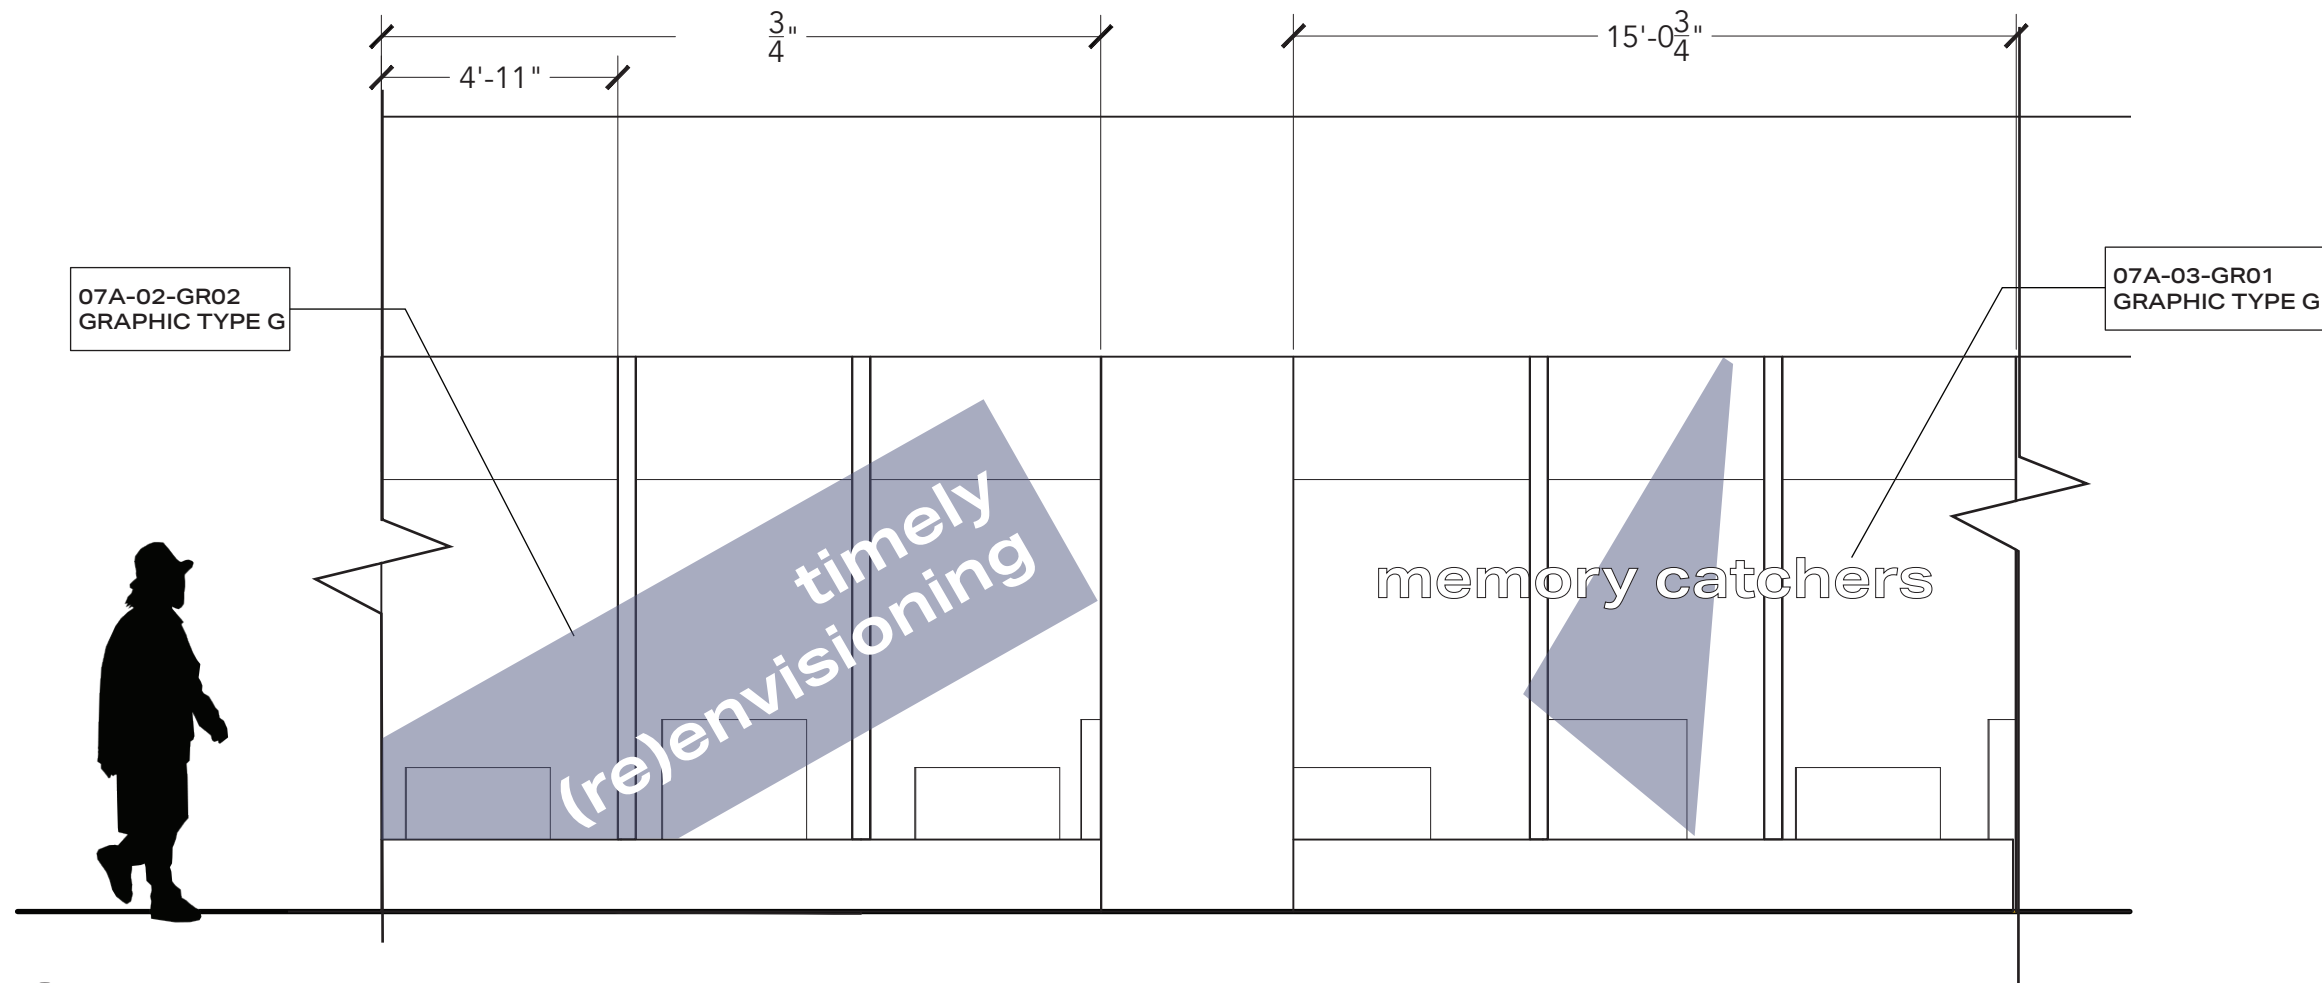 3/4"
15'-0 3/4"
4'-11"
07A-02-GR02
GRAPHIC TYPE G
07A-03-GR01
GRAPHIC TYPE G
timely
(re)envisioning
memory catchers